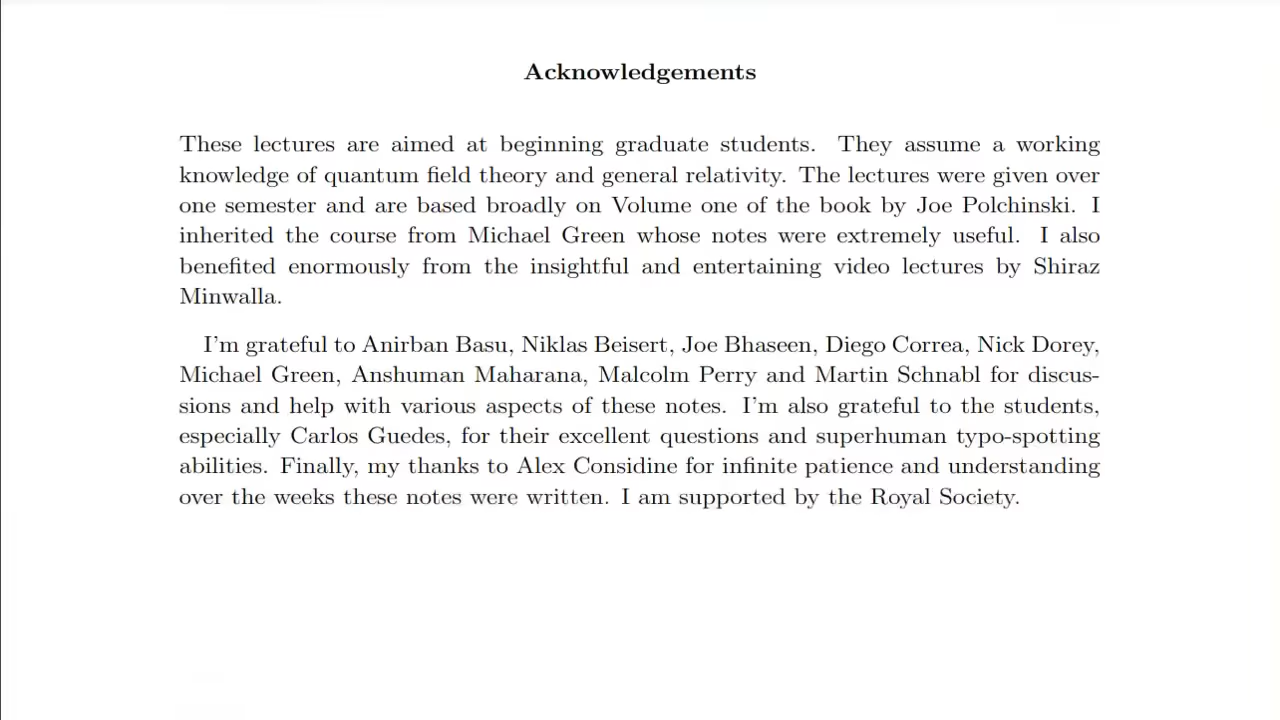 Acknowledgements
These lectures are aimed at beginning graduate students. They assume a working
knowledge of quantum field theory and general relativity. The lectures were given over
one semester and are based broadly on Volume one of the book by Joe Polchinski. I
inherited the course from Michael Green whose notes were extremely useful. I also
benefited enormously from the insightful and entertaining video lectures by Shiraz
Minwalla.
I'm grateful to Anirban Basu, Niklas Beisert, Joe Bhaseen, Diego Correa, Nick Dorey,
Michael Green, Anshuman Maharana, Malcolm Perry and Martin Schnabl for discus-
sions and help with various aspects of these notes. I'm also grateful to the students,
especially Carlos Guedes, for their excellent questions and superhuman typo-spotting
abilities. Finally, my thanks to Alex Considine for infinite patience and understanding
over the weeks these notes were written. I am supported by the Royal Society.